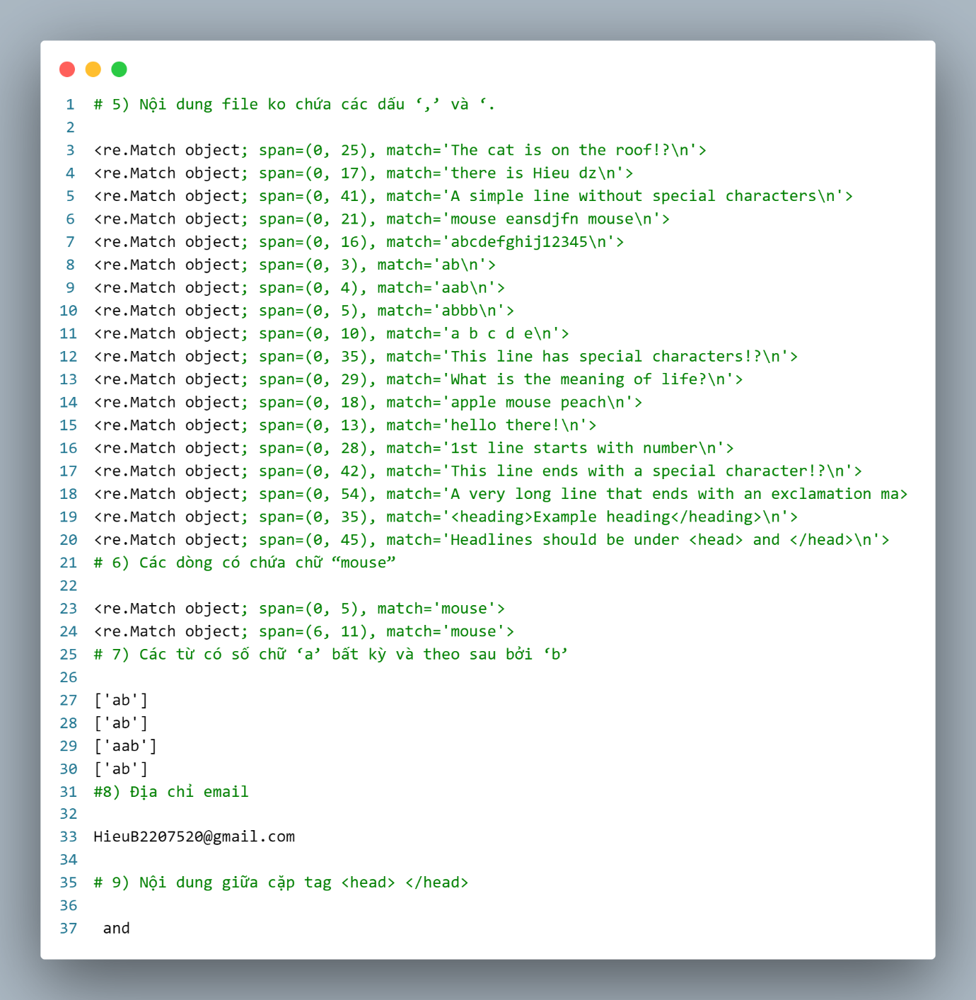 1 # 5) Nội dung file ko chứa các dấu ‘,’ và ‘.
2
3 <re.Match object; span=(0, 25), match='The cat is on the roof!?\n'>
4 <re.Match object; span=(0, 17), match='there is Hieu dz\n'>
5 <re.Match object; span=(0, 41), match='A simple line without special characters\n'>
6 <re.Match object; span=(0, 21), match='mouse eansdjfn mouse\n'>
7 <re.Match object; span=(0, 16), match='abcdefghij12345\n'>
8 <re.Match object; span=(0, 3), match='ab\n'>
9 <re.Match object; span=(0, 4), match='aab\n'>
10 <re.Match object; span=(0, 5), match='abbb\n'>
11 <re.Match object; span=(0, 10), match='a b c d e\n'>
12 <re.Match object; span=(0, 35), match='This line has special characters!?\n'>
13 <re.Match object; span=(0, 29), match='What is the meaning of life?\n'>
14 <re.Match object; span=(0, 18), match='apple mouse peach\n'>
15 <re.Match object; span=(0, 13), match='hello there!\n'>
16 <re.Match object; span=(0, 28), match='1st line starts with number\n'>
17 <re.Match object; span=(0, 42), match='This line ends with a special character!?\n'>
18 <re.Match object; span=(0, 54), match='A very long line that ends with an exclamation ma>
19 <re.Match object; span=(0, 35), match='<heading>Example heading</heading>\n'>
20 <re.Match object; span=(0, 45), match='Headlines should be under <head> and </head>\n'>
21 # 6) Các dòng có chứa chữ “mouse”
22
23 <re.Match object; span=(0, 5), match='mouse'>
24 <re.Match object; span=(6, 11), match='mouse'>
25 # 7) Các từ có số chữ ‘a’ bất kỳ và theo sau bởi ‘b’
26
27 ['ab']
28 ['ab']
29 ['aab']
30 ['ab']
31 #8) Địa chỉ email
32
33 HieuB2207520@gmail.com
34
35 # 9) Nội dung giữa cặp tag <head> </head>
36
37  and